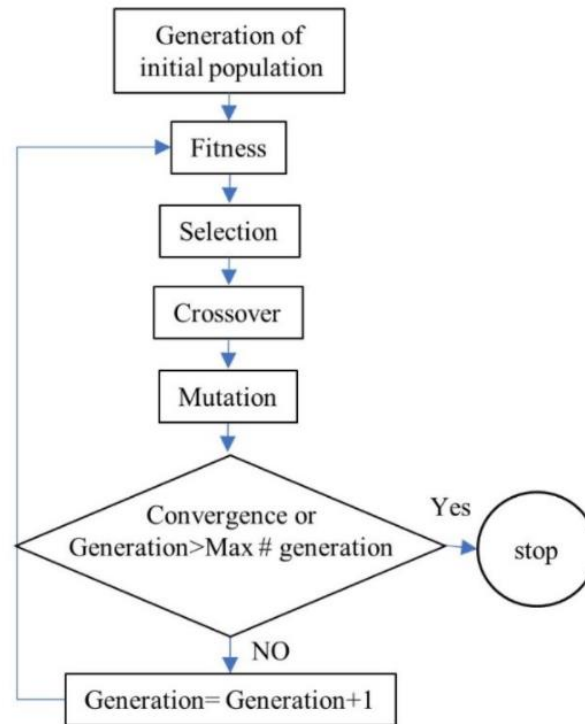 Generation of
initial population
Fitness
Selection
Crossover
Mutation
Convergence or
Generation>Max # generation
Yes
stop
NO
Generation= Generation+1